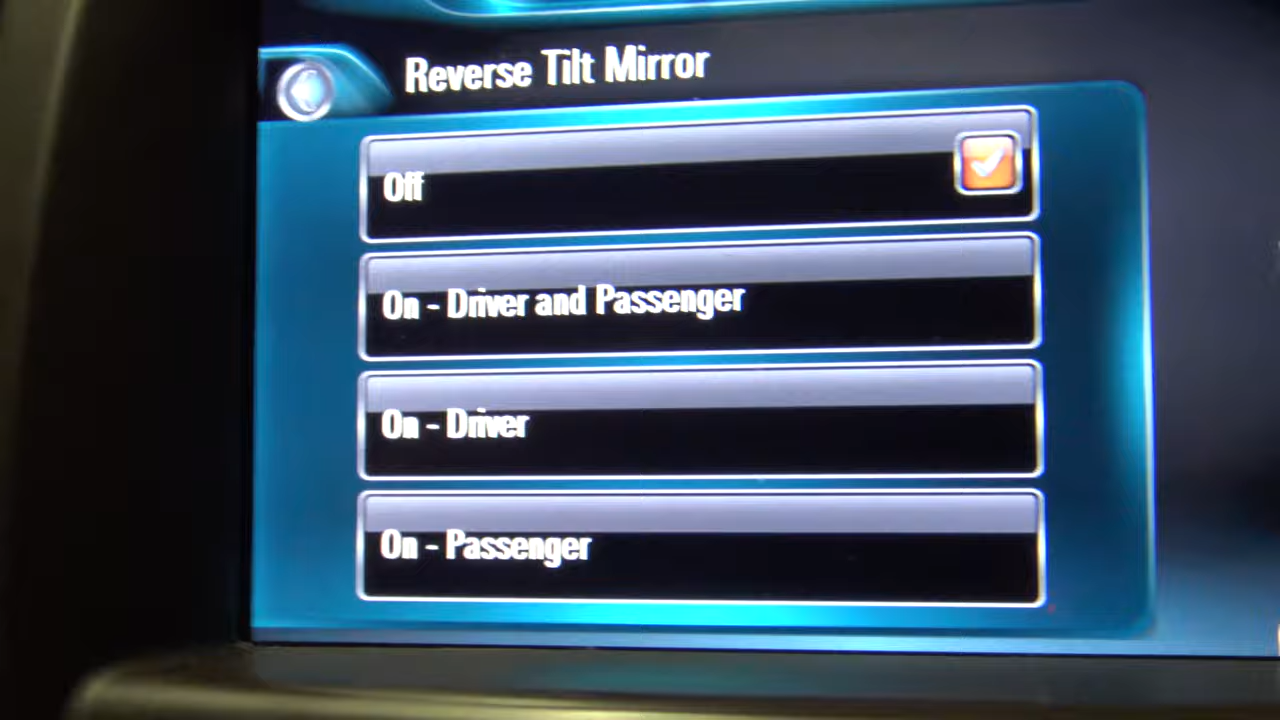 Reverse Tilt Mirror
Off
On - Driver and Passenger
On - Driver
On - Passenger